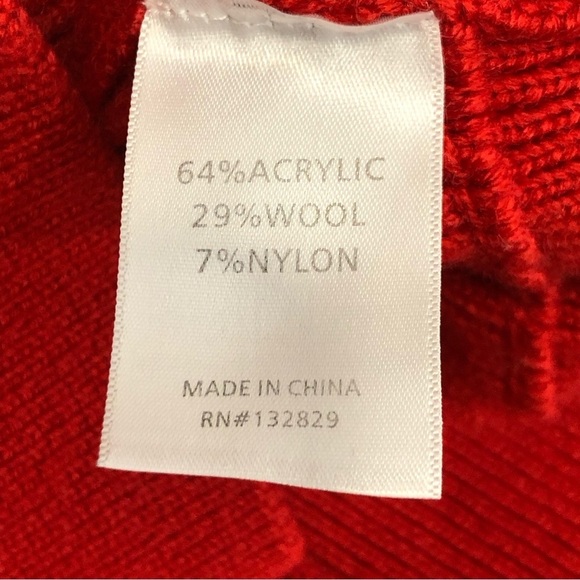 64%ACRYLIC
29%WOOL
7%NYLON
MADE IN CHINA
RN#132829